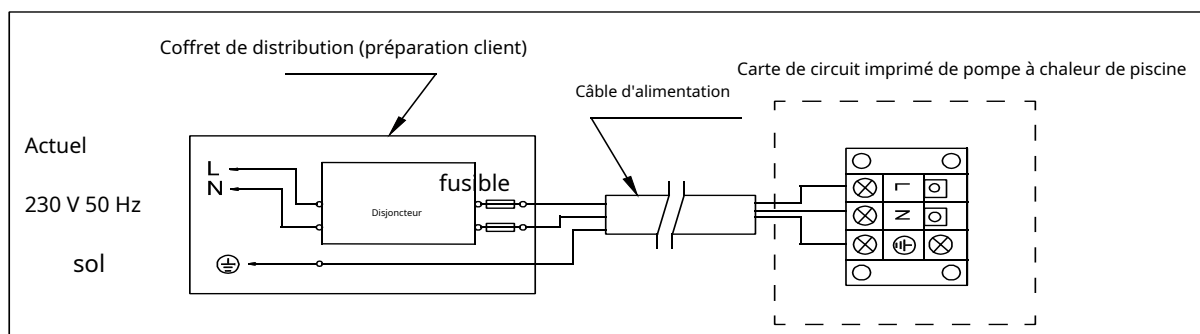 Coffret de distribution (préparation client)
Carte de circuit imprimé de pompe à chaleur de piscine
Câble d'alimentation
Actuel
L
N
fusible
230 V 50 Hz
Disjoncteur
sol
L
N